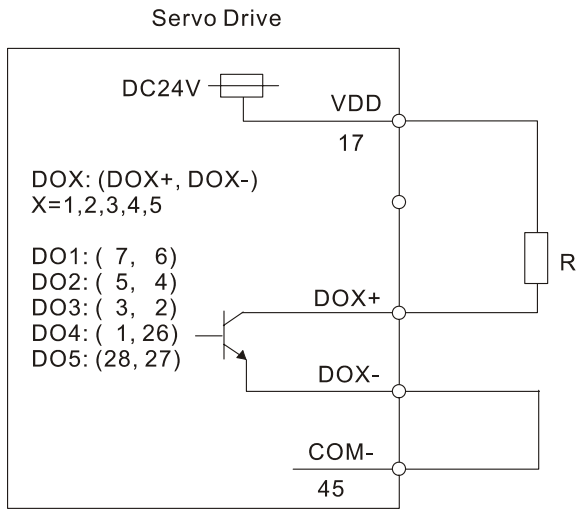 Servo Drive
DC24V
VDD
17
DOX: (DOX+, DOX-)
X=1,2,3,4,5
DO1: ( 7, 6)
DO2: ( 5, 4)
DO3: ( 3, 2)
DO4: ( 1, 26)
DO5: (28, 27)
R
DOX+
DOX-
COM-
45